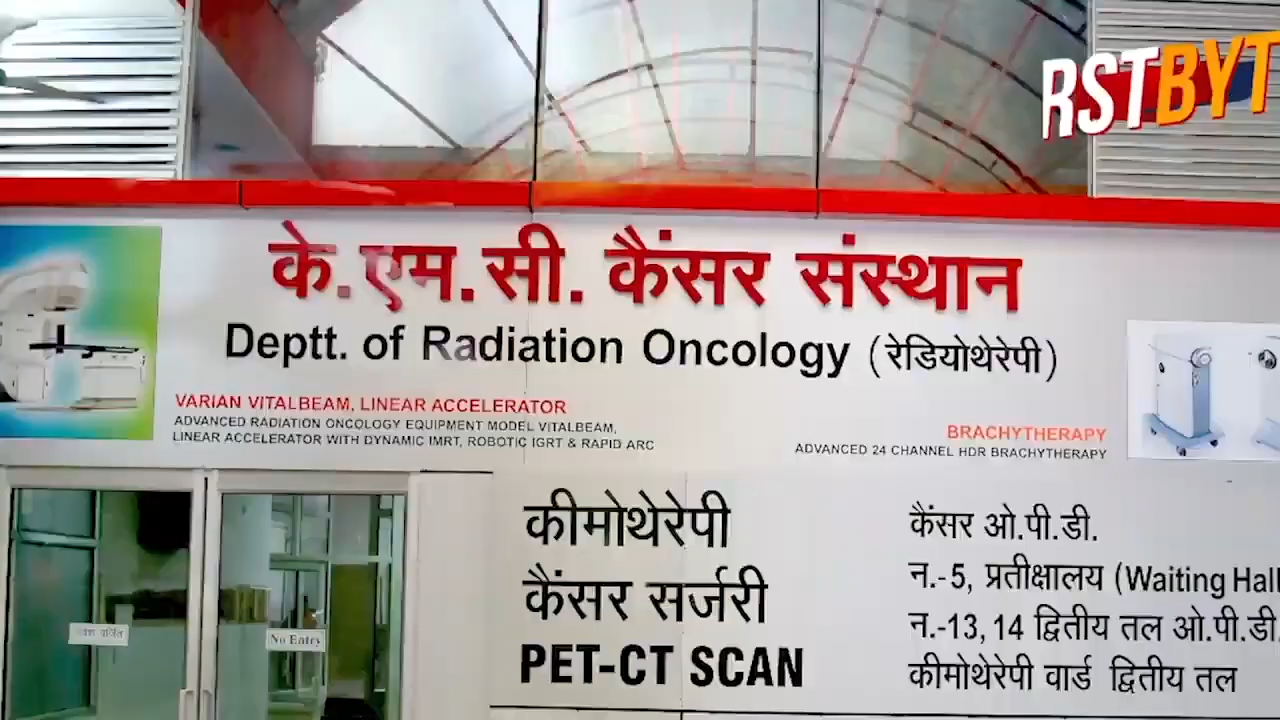 RSTBYT
के.एम.सी. कैंसर संस्थान
Deptt. of Radiation Oncology (रेडियोथेरेपी)
VARIAN VITALBEAM, LINEAR ACCELERATOR
ADVANCED RADIATION ONCOLOGY EQUIPMENT MODEL VITALBEAM,
LINEAR ACCELERATOR WITH DYNAMIC IMRT, ROBOTIC IGRT & RAPID ARC
BRACHYTHERAPY
ADVANCED 24 CHANNEL HDR BRACHYTHERAPY
कीमोथेरेपी
कैंसर सर्जरी
PET-CT SCAN
कैंसर ओ.पी.डी.
न.-5, प्रतीक्षालय (Waiting Hall
न.-13, 14 द्वितीय तल ओ.पी.डी
कीमोथेरेपी वार्ड द्वितीय तल
No Entry